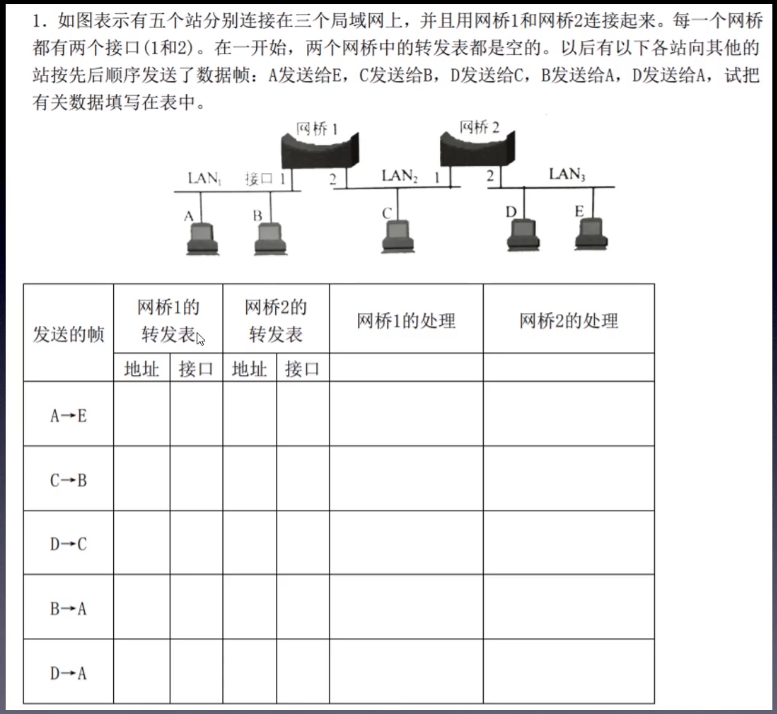 1. 如图表示有五个站分别连接在三个局域网上，并且用网桥1和网桥2连接起来。每一个网桥
都有两个接口(1和2)。在一开始，两个网桥中的转发表都是空的。以后有以下各站向其他的
站按先后顺序发送了数据帧：A发送给E，C发送给B，D发送给C，B发送给A，D发送给A，试把
有关数据填写在表中。
网桥 1 网桥 2
LAN₁ 接口 1 2 LAN₂ 1 2 LAN₃
A B C D E
发送的帧 网桥1的 网桥2的 网桥1的处理 网桥2的处理
转发表 转发表
地址 接口 地址 接口
A→E
C→B
D→C
B→A
D→A